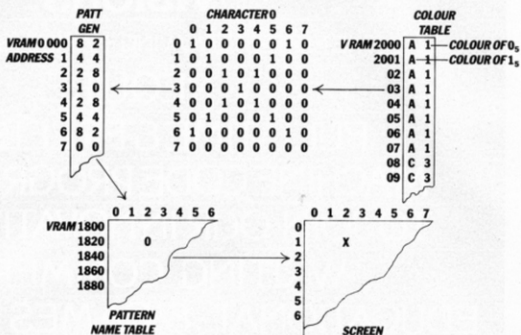 PATT
GEN
VRAM 0 000 8 2
ADDRESS 1 4 4
2 2 8
3 1 0
4 2 8
5 4 4
6 8 2
7 0 0
CHARACTER 0
0 1 2 3 4 5 6 7
0 1 0 0 0 0 0 1 0
1 0 1 0 0 0 1 0 0
2 0 0 1 0 1 0 0 0
3 0 0 0 1 0 0 0 0
4 0 0 1 0 1 0 0 0
5 0 1 0 0 0 1 0 0
6 1 0 0 0 0 0 1 0
7 0 0 0 0 0 0 0 0
COLOUR
TABLE
VRAM 2000 A 1 COLOUR OF 0s
2001 A 1 COLOUR OF 1s
02 A 1
03 A 1
04 A 1
05 A 1
06 A 1
07 A 1
08 C 3
09 C 3
0 1 2 3 4 5 6
VRAM 1800
1820 0
1840
1860
1880
PATTERN
NAME TABLE
0 1 2 3 4 5 6 7
0
1 X
2
3
4
5
6
SCREEN